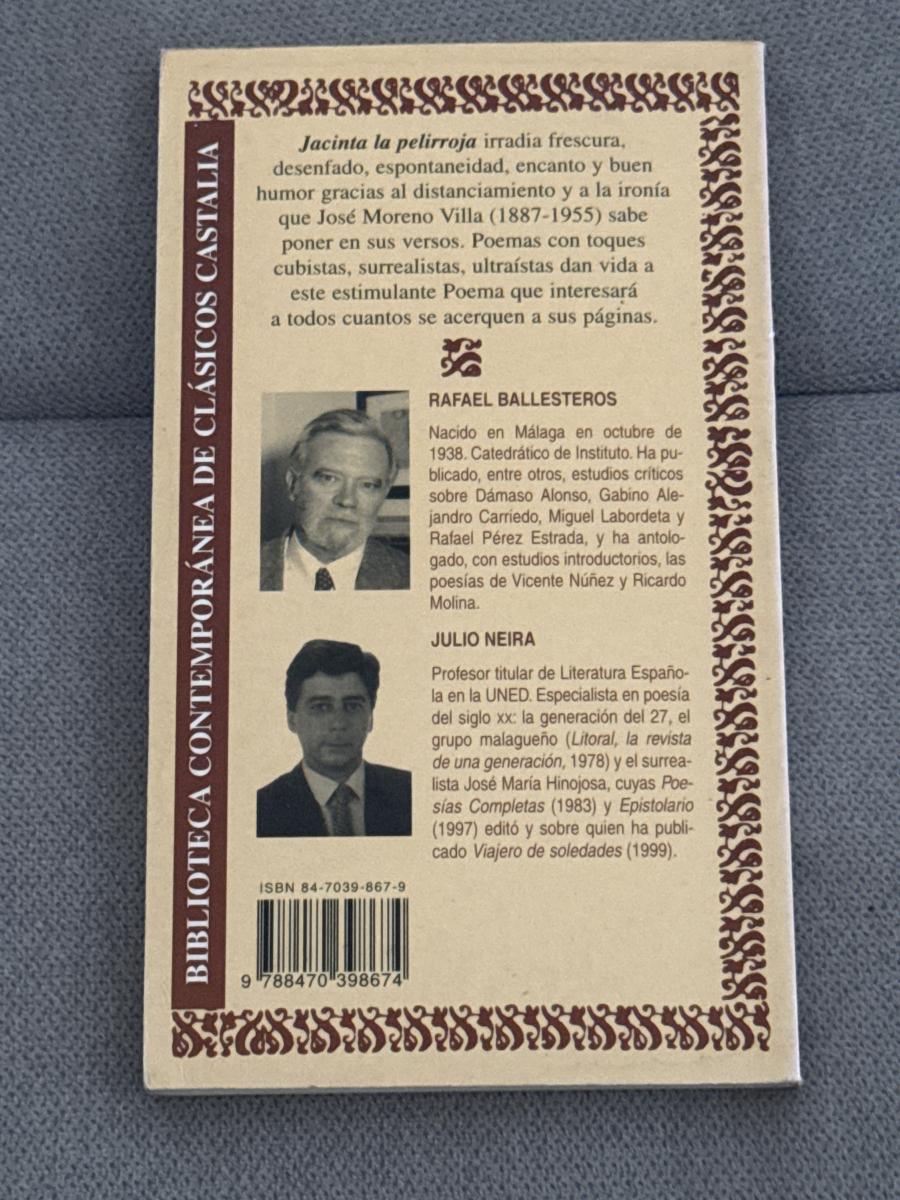 BIBLIOTECA CONTEMPORÁNEA DE CLÁSICOS CASTALIA
Jacinta la pelirroja irradia frescura,
desenfado, espontaneidad, encanto y buen
humor gracias al distanciamiento y a la ironía
que José Moreno Villa (1887-1955) sabe
poner en sus versos. Poemas con toques
cubistas, surrealistas, ultraístas dan vida a
este estimulante Poema que interesará
a todos cuantos se acerquen a sus páginas.
RAFAEL BALLESTEROS
Nacido en Málaga en octubre de
1938. Catedrático de Instituto. Ha pu-
blicado, entre otros, estudios críticos
sobre Dámaso Alonso, Gabino Ale-
jandro Carriedo, Miguel Labordeta y
Rafael Pérez Estrada, y ha antolo-
gado, con estudios introductorios, las
poesías de Vicente Núñez y Ricardo
Molina.
JULIO NEIRA
Profesor titular de Literatura Españo-
la en la UNED. Especialista en poesía
del siglo XX: la generación del 27, el
grupo malagueño (Litoral, la revista
de una generación, 1978) y el surrea-
lista José María Hinojosa, cuyas Poe-
sías Completas (1983) y Epistolario
(1997) editó y sobre quien ha publi-
cado Viajero de soledades (1999).
ISBN 84-7039-867-9
9 788470 398674